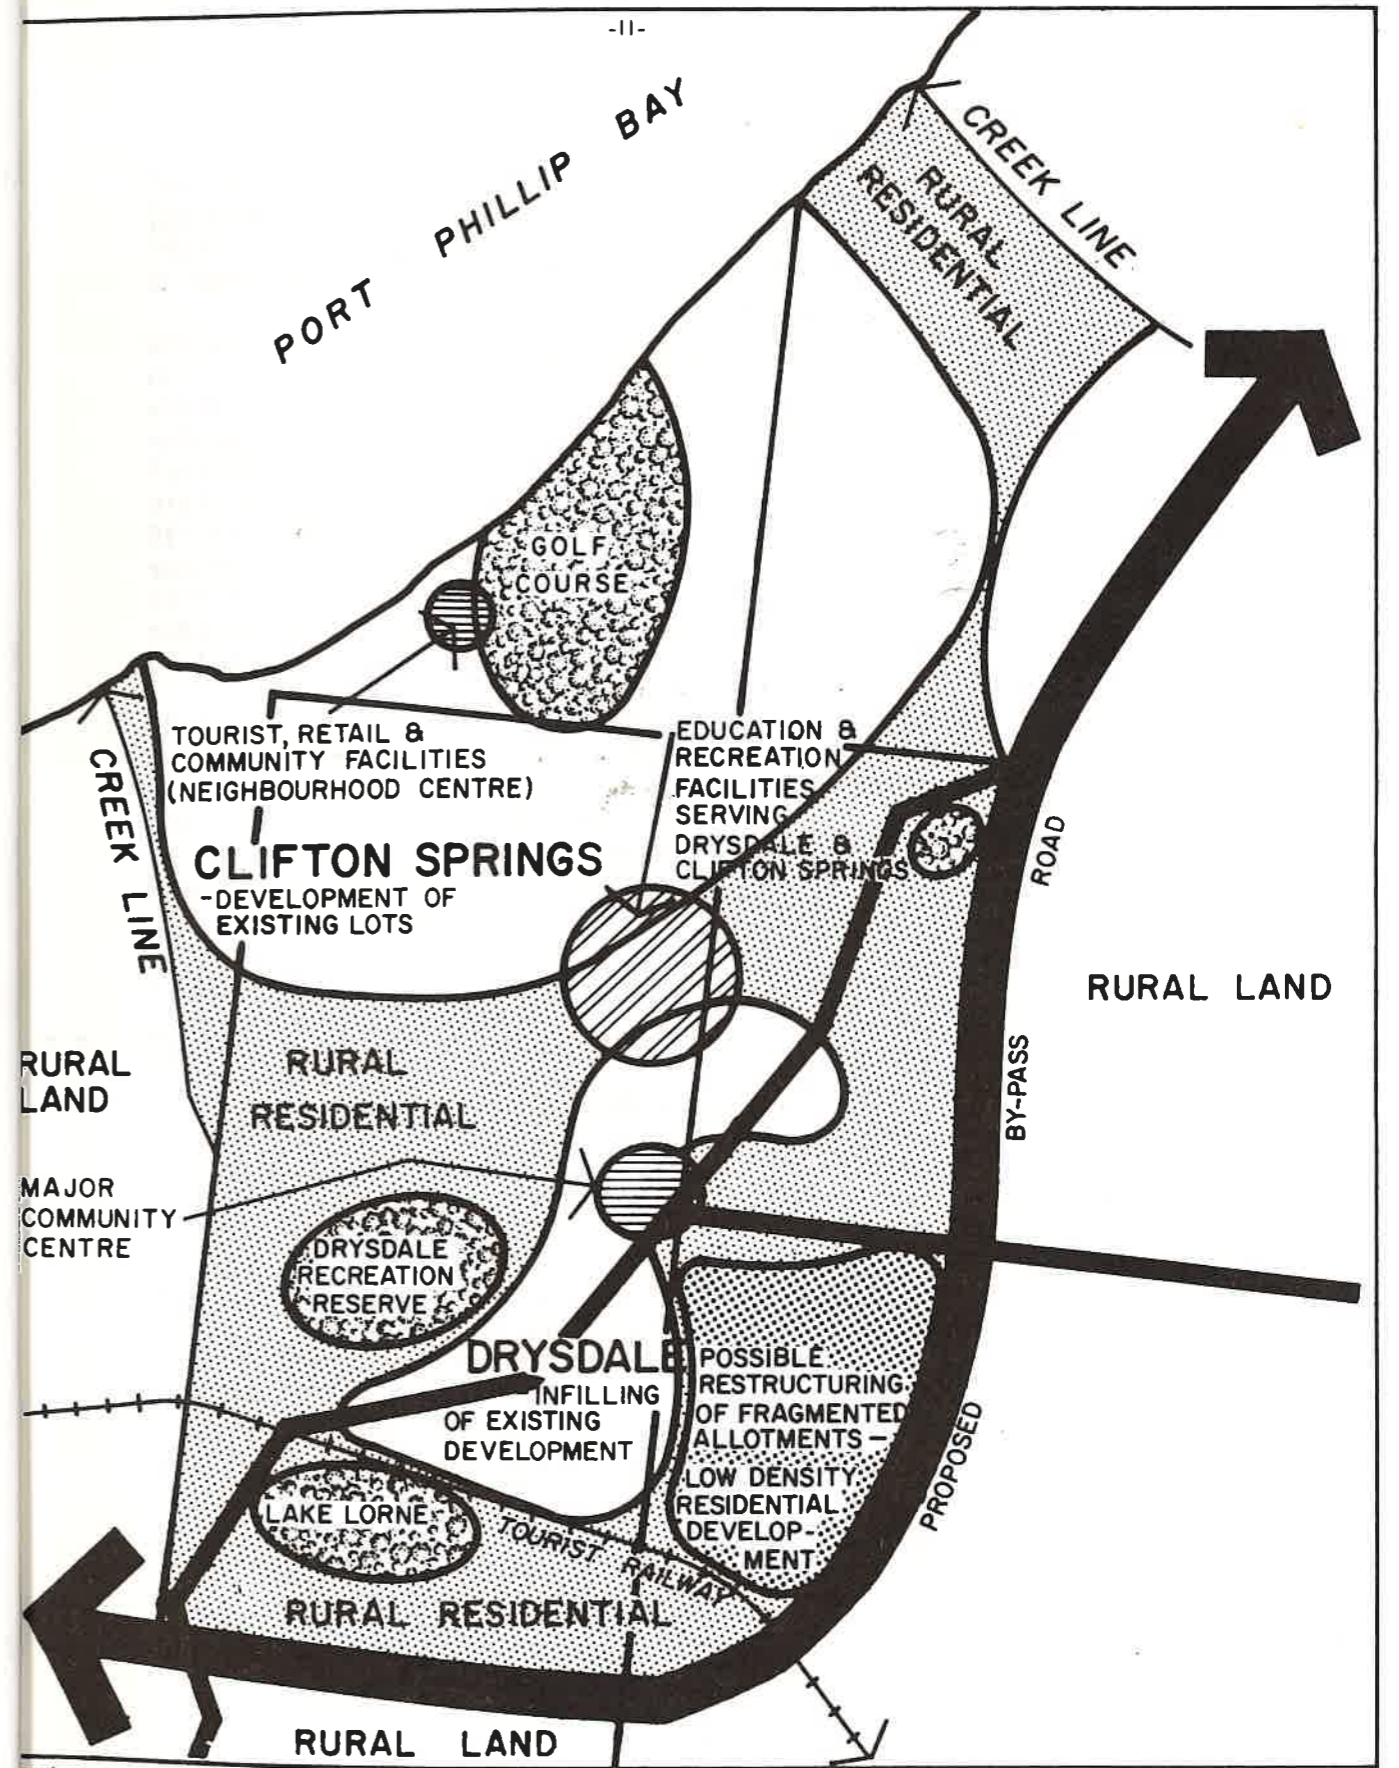 -11-
PORT PHILLIP BAY
CREEK LINE
RURAL
RESIDENTIAL
GOLF
COURSE
TOURIST, RETAIL &
COMMUNITY FACILITIES
(NEIGHBOURHOOD CENTRE)
EDUCATION &
RECREATION
FACILITIES
SERVING
DRYSDALE &
CLIFTON SPRINGS
CREEK LINE
CLIFTON SPRINGS
-DEVELOPMENT OF
EXISTING LOTS
ROAD
RURAL LAND
BY-PASS
RURAL
LAND
RURAL
RESIDENTIAL
MAJOR
COMMUNITY
CENTRE
DRYSDALE
RECREATION
RESERVE
DRYSDALE
-INFILLING
OF EXISTING
DEVELOPMENT
POSSIBLE
RESTRUCTURING
OF FRAGMENTED
ALLOTMENTS -
LOW DENSITY
RESIDENTIAL
DEVELOP-
MENT
PROPOSED
LAKE LORNE
TOURIST RAILWAY
RURAL RESIDENTIAL
RURAL LAND